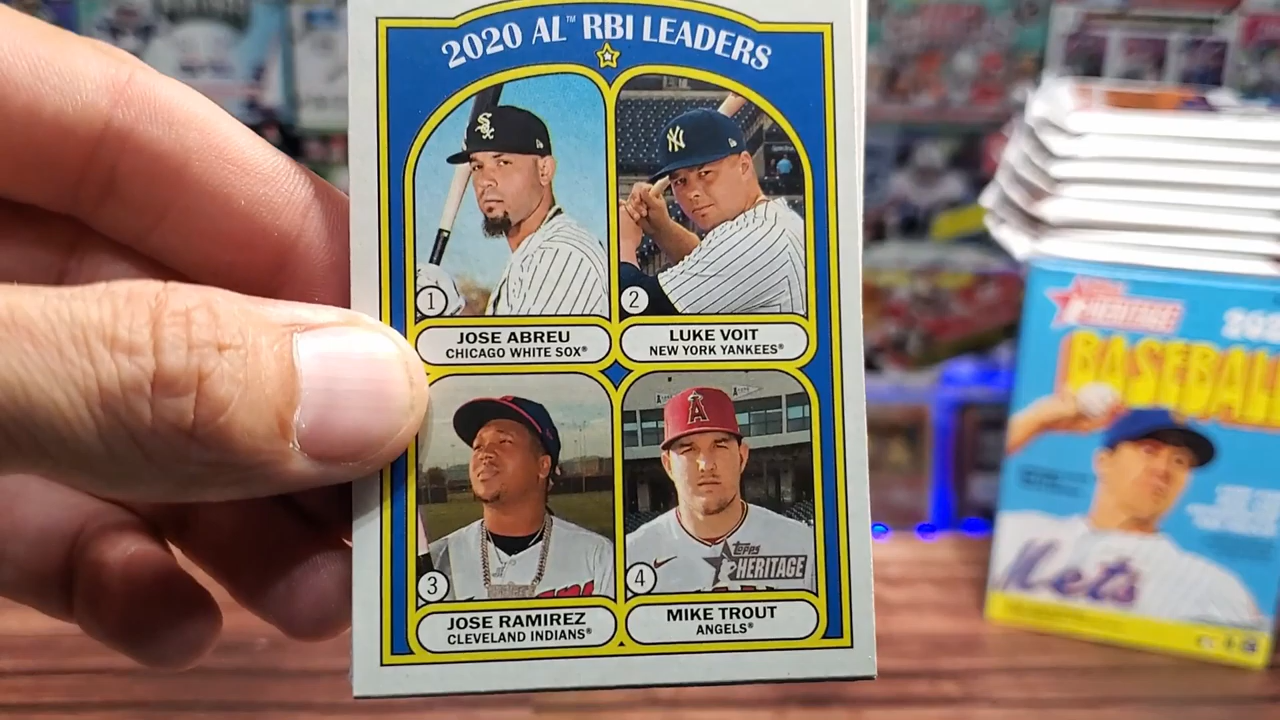 2020 AL™ RBI LEADERS
1
2
JOSE ABREU
CHICAGO WHITE SOX®
LUKE VOIT
NEW YORK YANKEES®
3
4
Topps
HERITAGE
JOSE RAMIREZ
CLEVELAND INDIANS®
MIKE TROUT
ANGELS®
HERITAGE
BASEBALL
Mets